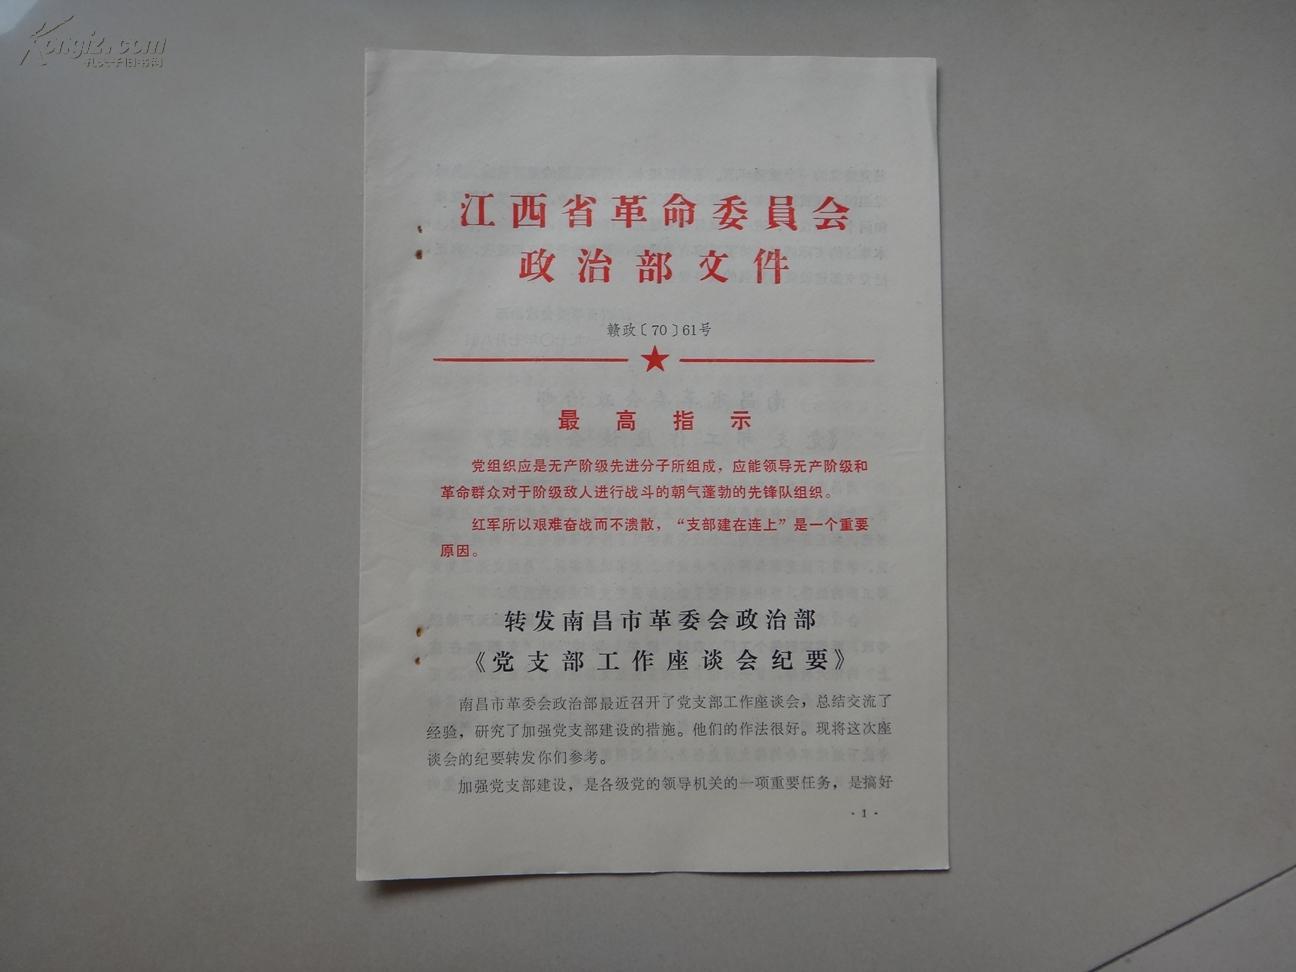 Kongfz.com
孔夫子旧书网
江西省革命委員会
政治部文件
赣政〔70〕61号
最高指示
党组织应是无产阶级先进分子所组成，应能领导无产阶级和
革命群众对于阶级敌人进行战斗的朝气蓬勃的先锋队组织。
红军所以艰难奋战而不溃散，“支部建在连上”是一个重要
原因。
转发南昌市革委会政治部
《党支部工作座谈会纪要》
南昌市革委会政治部最近召开了党支部工作座谈会，总结交流了
经验，研究了加强党支部建设的措施。他们的作法很好。现将这次座
谈会的纪要转发你们参考。
加强党支部建设，是各级党的领导机关的一项重要任务，是搞好
·1·